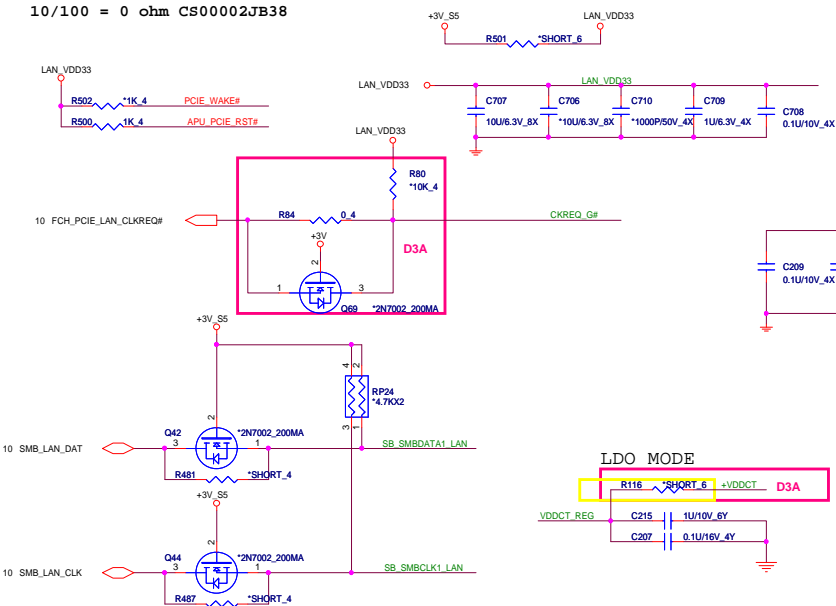 10/100 = 0 ohm CS00002JB38
+3V_S5 LAN_VDD33
R501 *SHORT_6
LAN_VDD33
R502 *1K_4 PCIE_WAKE#
R500 1K_4 APU_PCIE_RST#
LAN_VDD33 LAN_VDD33
C707 C706 C710 C709 C708
10U/6.3V_8X *10U/6.3V_8X *1000P/50V_4X 1U/6.3V_4X 0.1U/10V_4X
LAN_VDD33
R80
*10K_4
10 FCH_PCIE_LAN_CLKREQ# R84 0_4 CKREQ_G#
+3V
D3A
2
1 3
Q69 *2N7002_200MA
C209
0.1U/10V_4X
+3V_S5
4 2
RP24
*4.7KX2
3 1
2
Q42 *2N7002_200MA
10 SMB_LAN_DAT 3 1 SB_SMBDATA1_LAN
R481 *SHORT_4
+3V_S5
2
Q44 *2N7002_200MA
10 SMB_LAN_CLK 3 1 SB_SMBCLK1_LAN
R487 *SHORT_4
LDO MODE
R116 *SHORT_6 +VDDCT D3A
VDDCT_REG C215 1U/10V_6Y
C207 0.1U/16V_4Y